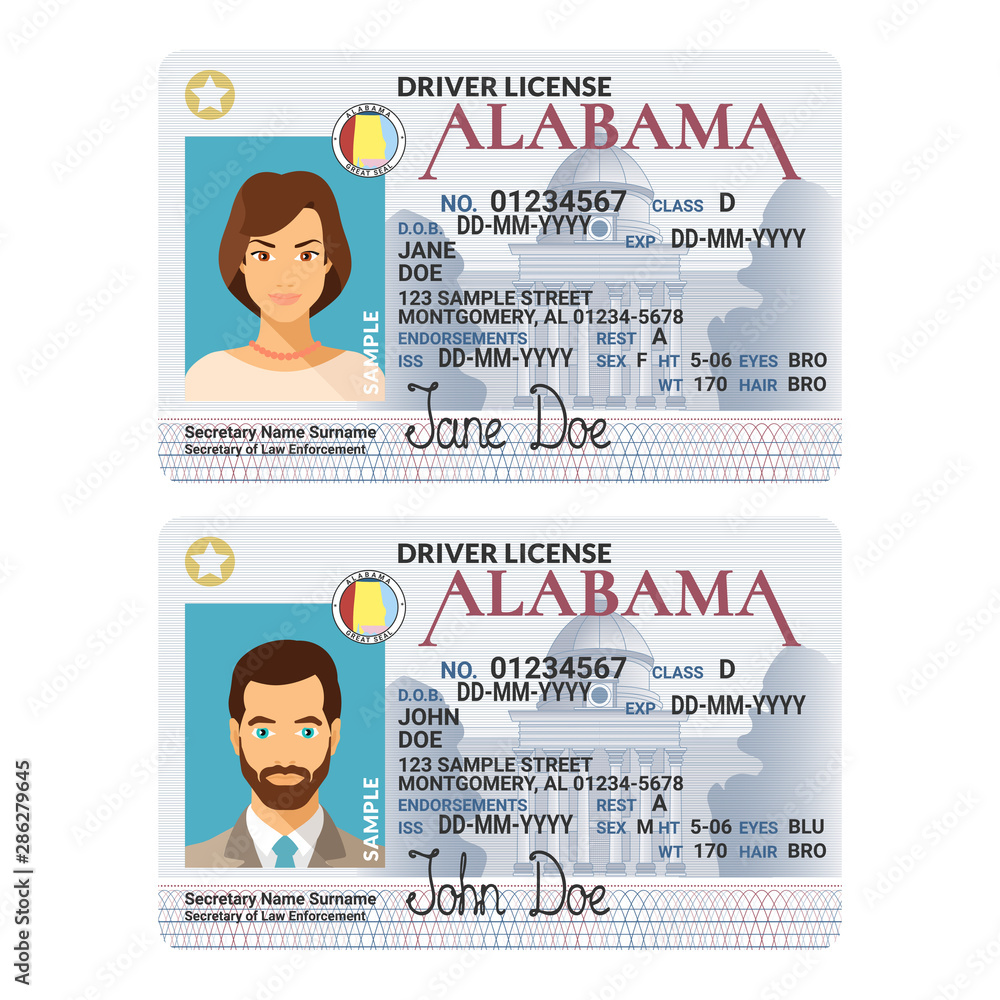 DRIVER LICENSE
ALABAMA
ALABAMA
GREAT SEAL
NO. 01234567 CLASS D
D.O.B. DD-MM-YYYY
EXP DD-MM-YYYY
JANE
DOE
123 SAMPLE STREET
MONTGOMERY, AL 01234-5678
ENDORSEMENTS REST A
ISS DD-MM-YYYY SEX F HT 5-06 EYES BRO
WT 170 HAIR BRO
SAMPLE
Jane Doe
Secretary Name Surname
Secretary of Law Enforcement
DRIVER LICENSE
ALABAMA
ALABAMA
GREAT SEAL
NO. 01234567 CLASS D
D.O.B. DD-MM-YYYY
EXP DD-MM-YYYY
JOHN
DOE
123 SAMPLE STREET
MONTGOMERY, AL 01234-5678
ENDORSEMENTS REST A
ISS DD-MM-YYYY SEX M HT 5-06 EYES BLU
WT 170 HAIR BRO
SAMPLE
John Doe
Secretary Name Surname
Secretary of Law Enforcement
Adobe Stock | #286279645